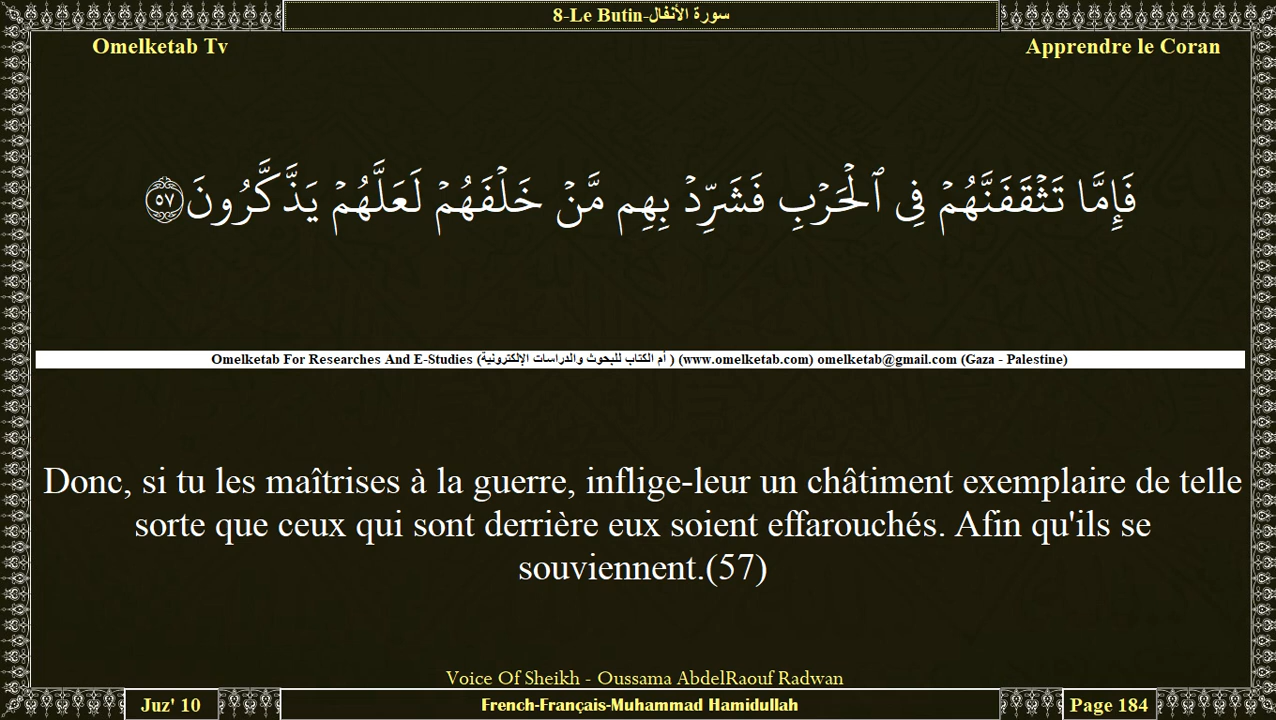 8-Le Butin-سورة الأنفال
Omelketab Tv
Apprendre le Coran
فَإِمَّا تَثْقَفَنَّهُمْ فِى ٱلْحَرْبِ فَشَرِّدْ بِهِم مَّنْ خَلْفَهُمْ لَعَلَّهُمْ يَذَّكَّرُونَ ٥٧
Omelketab For Researches And E-Studies (أم الكتاب للبحوث والدراسات الإلكترونية ) (www.omelketab.com) omelketab@gmail.com (Gaza - Palestine)
Donc, si tu les maîtrises à la guerre, inflige-leur un châtiment exemplaire de telle
sorte que ceux qui sont derrière eux soient effarouchés. Afin qu'ils se
souviennent.(57)
Voice Of Sheikh - Oussama AbdelRaouf Radwan
Juz' 10
French-Français-Muhammad Hamidullah
Page 184